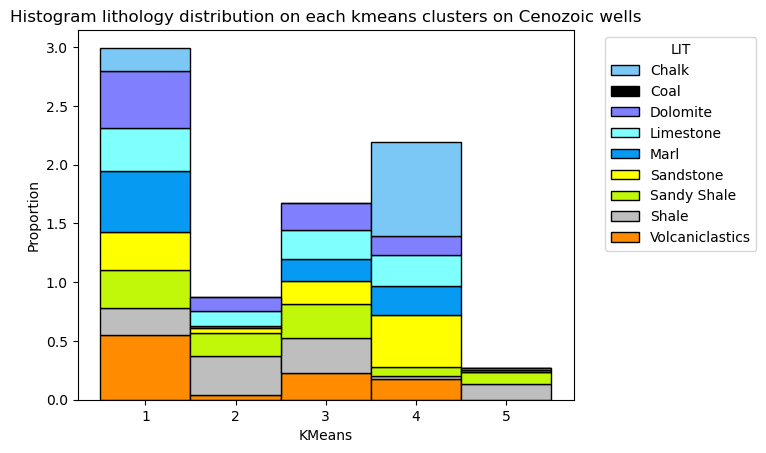 Histogram lithology distribution on each kmeans clusters on Cenozoic wells
Proportion
3.0
2.5
2.0
1.5
1.0
0.5
0.0
1 2 3 4 5
KMeans
LIT
Chalk
Coal
Dolomite
Limestone
Marl
Sandstone
Sandy Shale
Shale
Volcaniclastics